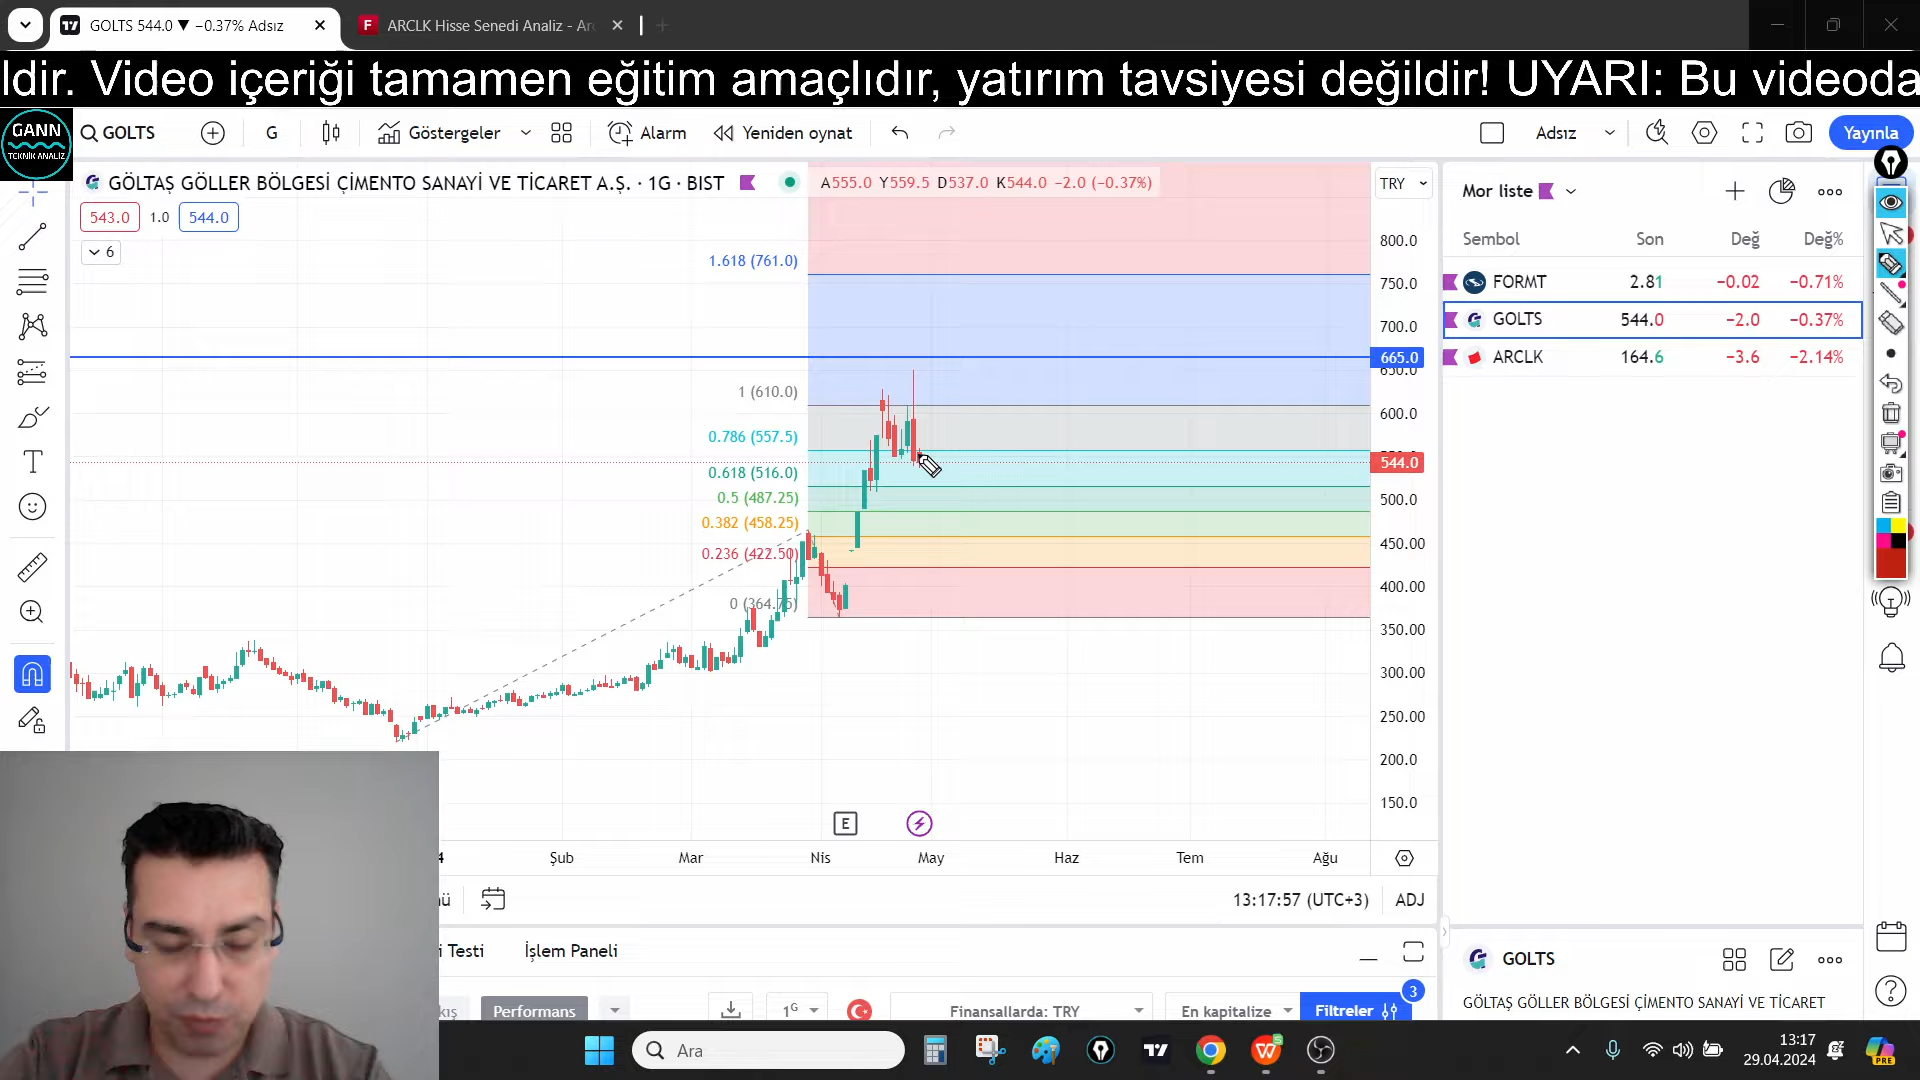 GOLTS 544.0 ▼ −0.37% Adsız
ARCLK Hisse Senedi Analiz - Ar
ldir. Video içeriği tamamen eğitim amaçlıdır, yatırım tavsiyesi değildir! UYARI: Bu videoda
GANN
TEKNİK ANALİZ
GOLTS
G
Göstergeler
Alarm
Yeniden oynat
Adsız
Yayınla
GÖLTAŞ GÖLLER BÖLGESİ ÇİMENTO SANAYİ VE TİCARET A.Ş. · 1G · BIST
A555.0 Y559.5 D537.0 K544.0 −2.0 (−0.37%)
TRY
543.0 1.0 544.0
6
1.618 (761.0)
1 (610.0)
0.786 (557.5)
0.618 (516.0)
0.5 (487.25)
0.382 (458.25)
0.236 (422.50)
0 (364.75)
800.0
750.0
700.0
665.0
650.0
600.0
544.0
500.0
450.00
400.00
350.00
300.00
250.00
200.0
150.0
E
Şub
Mar
Nis
May
Haz
Tem
Ağu
13:17:57 (UTC+3)
ADJ
i Testi
İşlem Paneli
Performans
1G
Finansallarda: TRY
En kapitalize
Filtreler
3
Mor liste
Sembol Son Değ Değ%
FORMT 2.81 −0.02 −0.71%
GOLTS 544.0 −2.0 −0.37%
ARCLK 164.6 −3.6 −2.14%
GOLTS
GÖLTAŞ GÖLLER BÖLGESİ ÇİMENTO SANAYİ VE TİCARET
Ara
13:17
29.04.2024
PRE